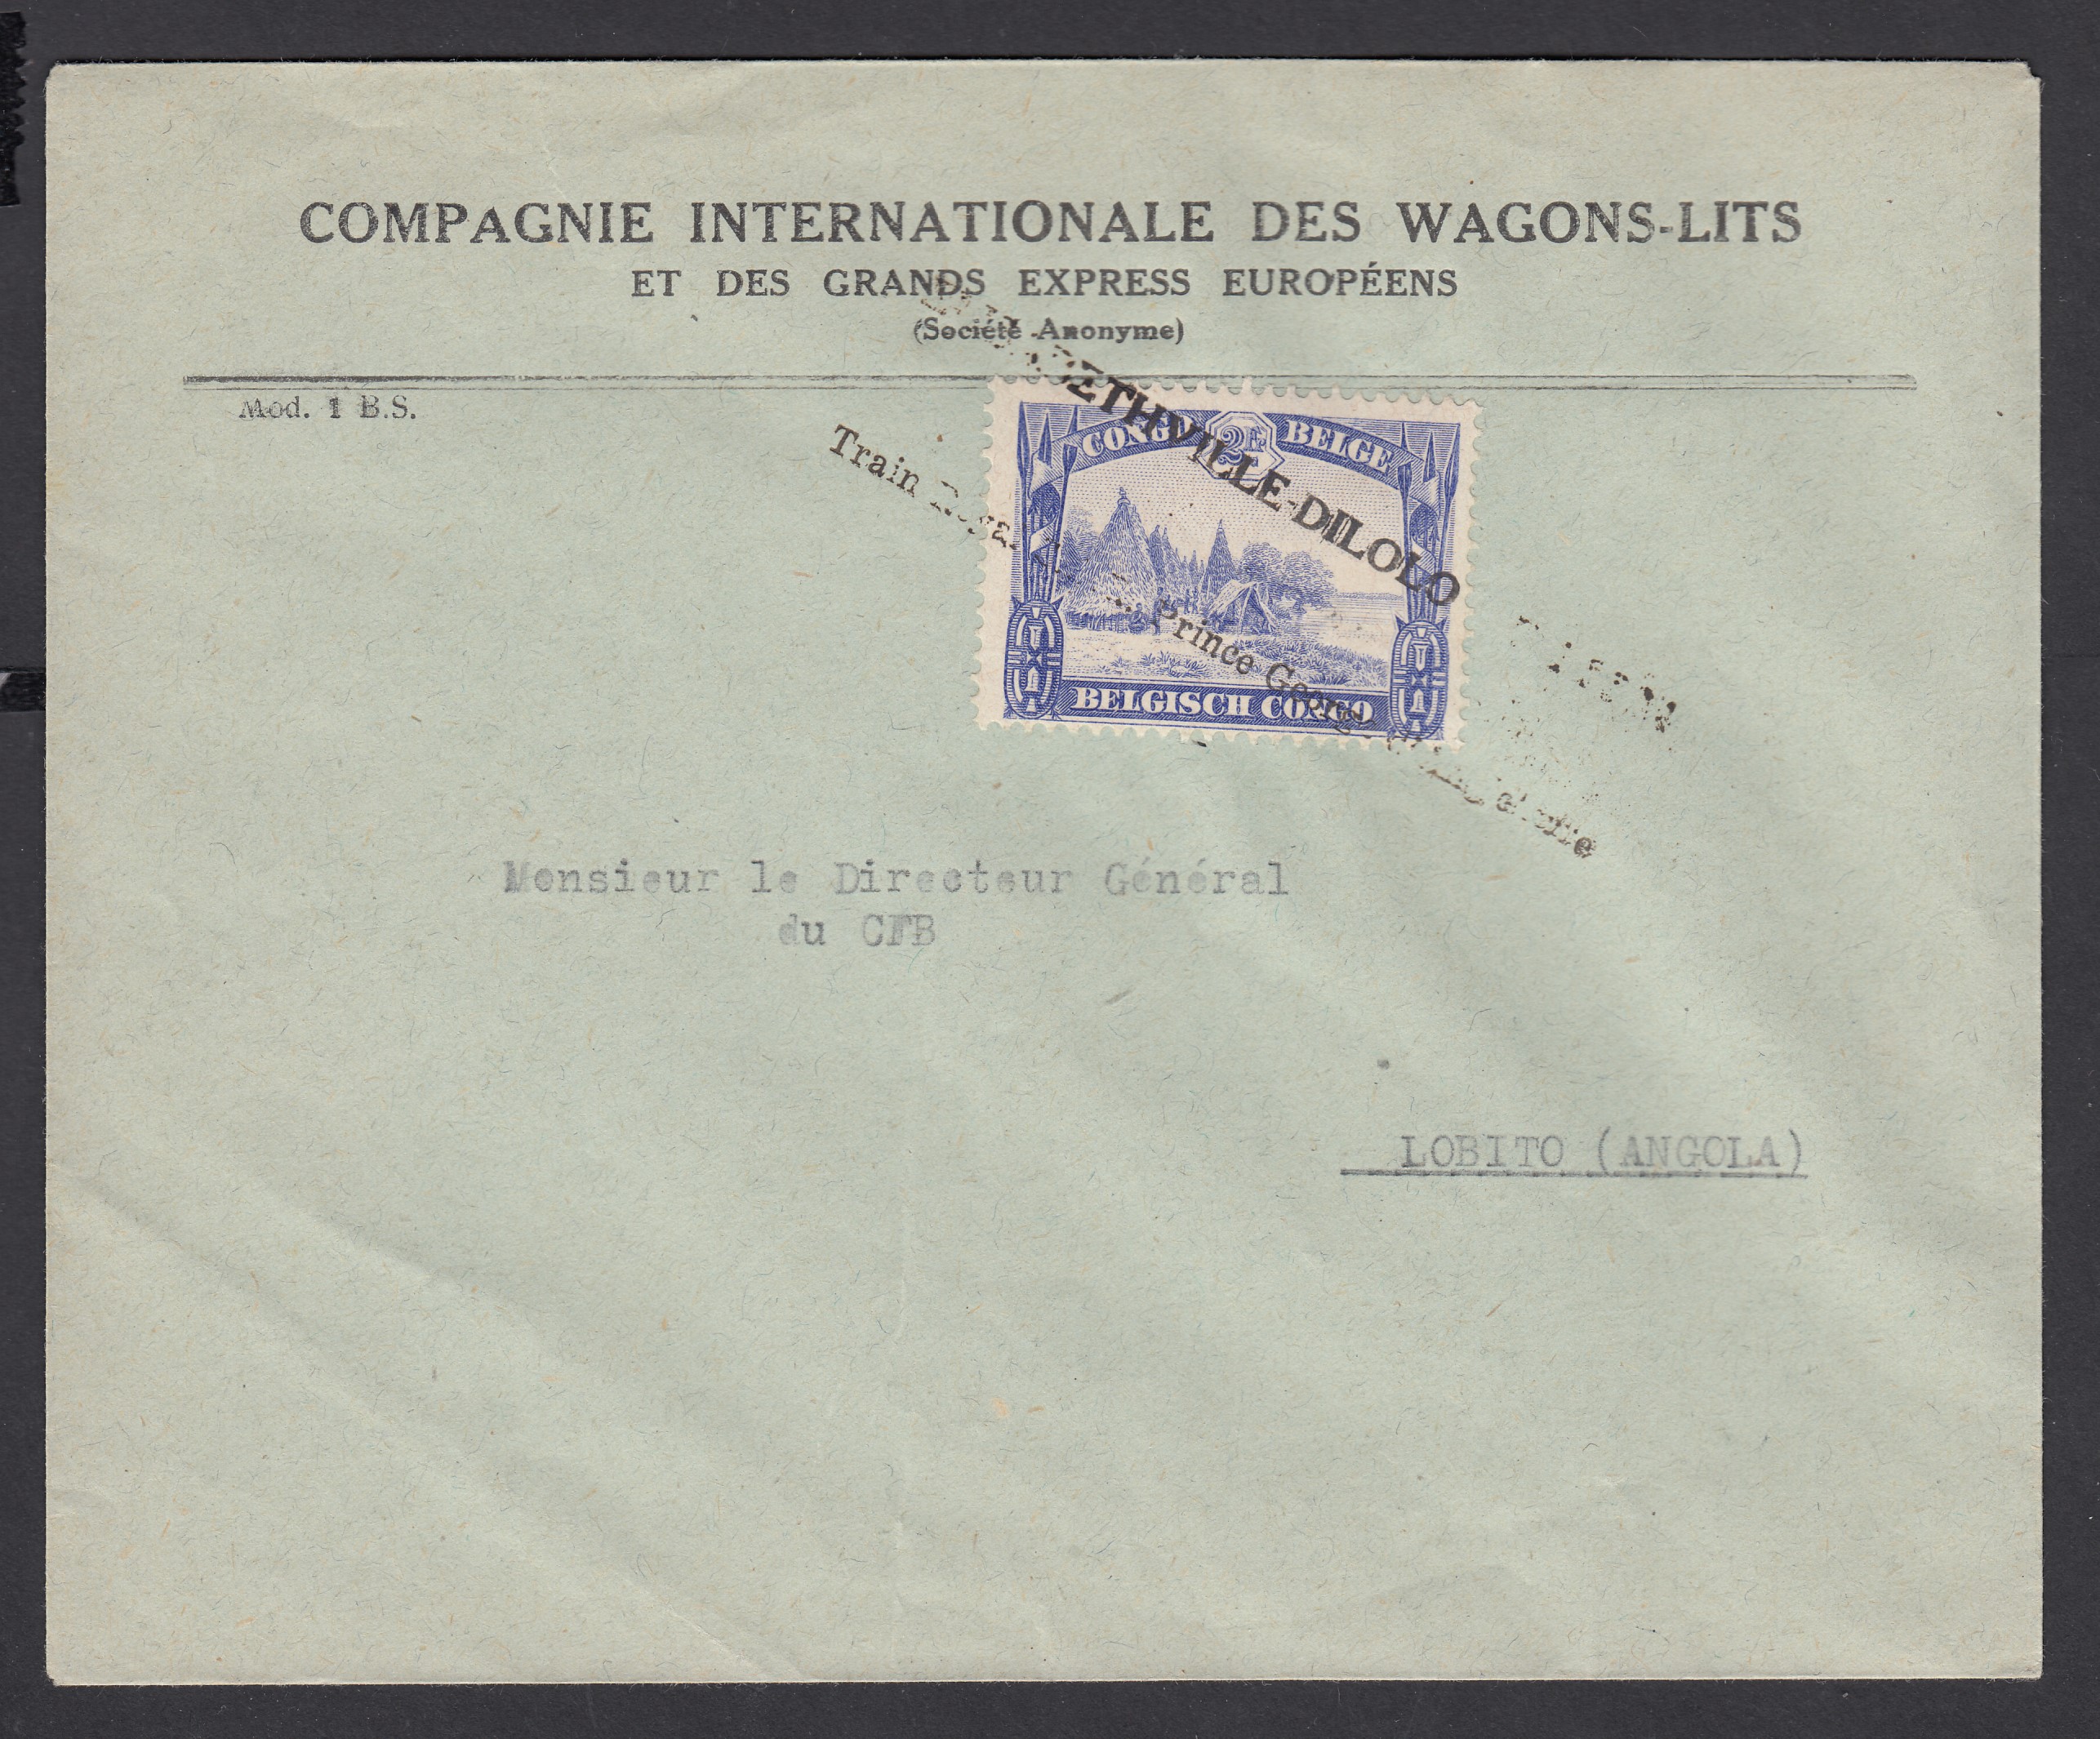 COMPAGNIE INTERNATIONALE DES WAGONS-LITS
ET DES GRANDS EXPRESS EUROPÉENS
(Société Anonyme)
Mod. 1 B.S.
CONGO BELGE
BELGISCH CONGO
ETHVILLE-DILOLO
Train
Prince
Monsieur le Directeur Général
du CFB
LOBITO (ANGOLA)